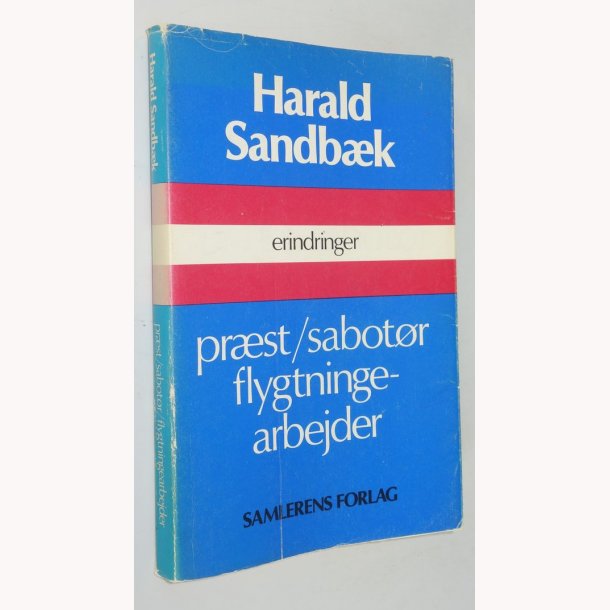 Harald
Sandbæk
erindringer
præst/sabotør
flygtninge-
arbejder
SAMLERENS FORLAG
Harald Sandbæk
præst/sabotør/flygtningearbejder